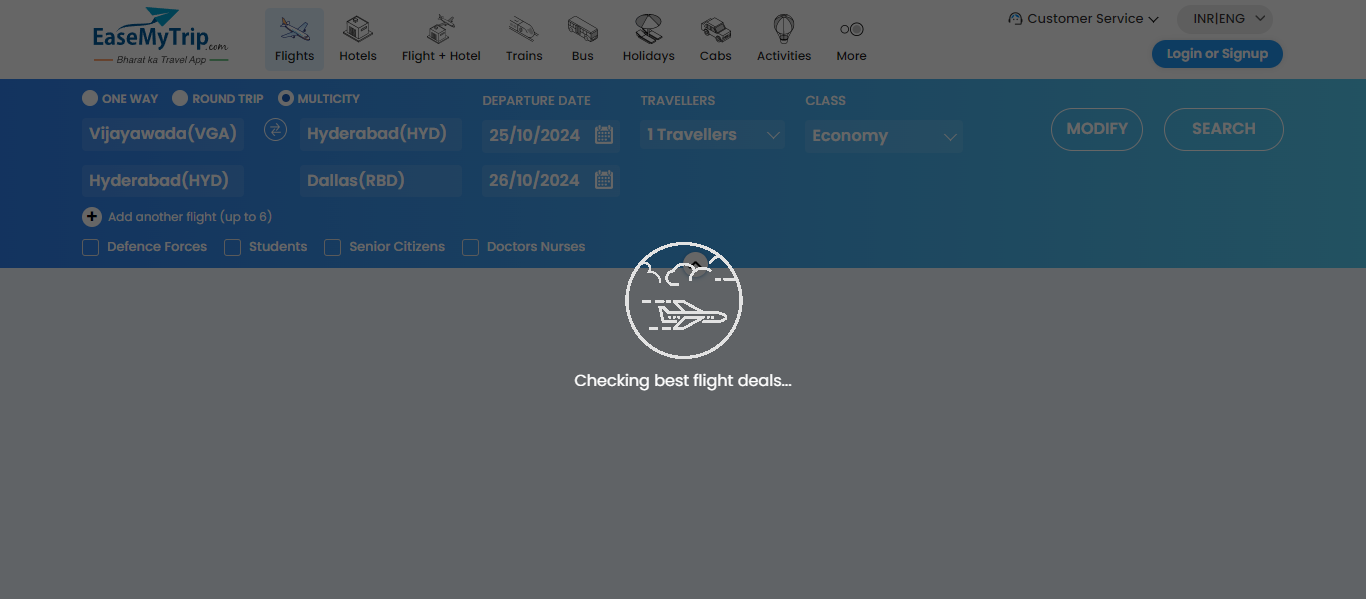 EaseMyTrip.com
Bharat ka Travel App
Flights
Hotels
Flight + Hotel
Trains
Bus
Holidays
Cabs
Activities
More
Customer Service
INR|ENG
Login or Signup
ONE WAY
ROUND TRIP
MULTICITY
DEPARTURE DATE
TRAVELLERS
CLASS
Vijayawada(VGA)
Hyderabad(HYD)
25/10/2024
1 Travellers
Economy
MODIFY
SEARCH
Hyderabad(HYD)
Dallas(RBD)
26/10/2024
Add another flight (up to 6)
Defence Forces
Students
Senior Citizens
Doctors Nurses
Checking best flight deals...